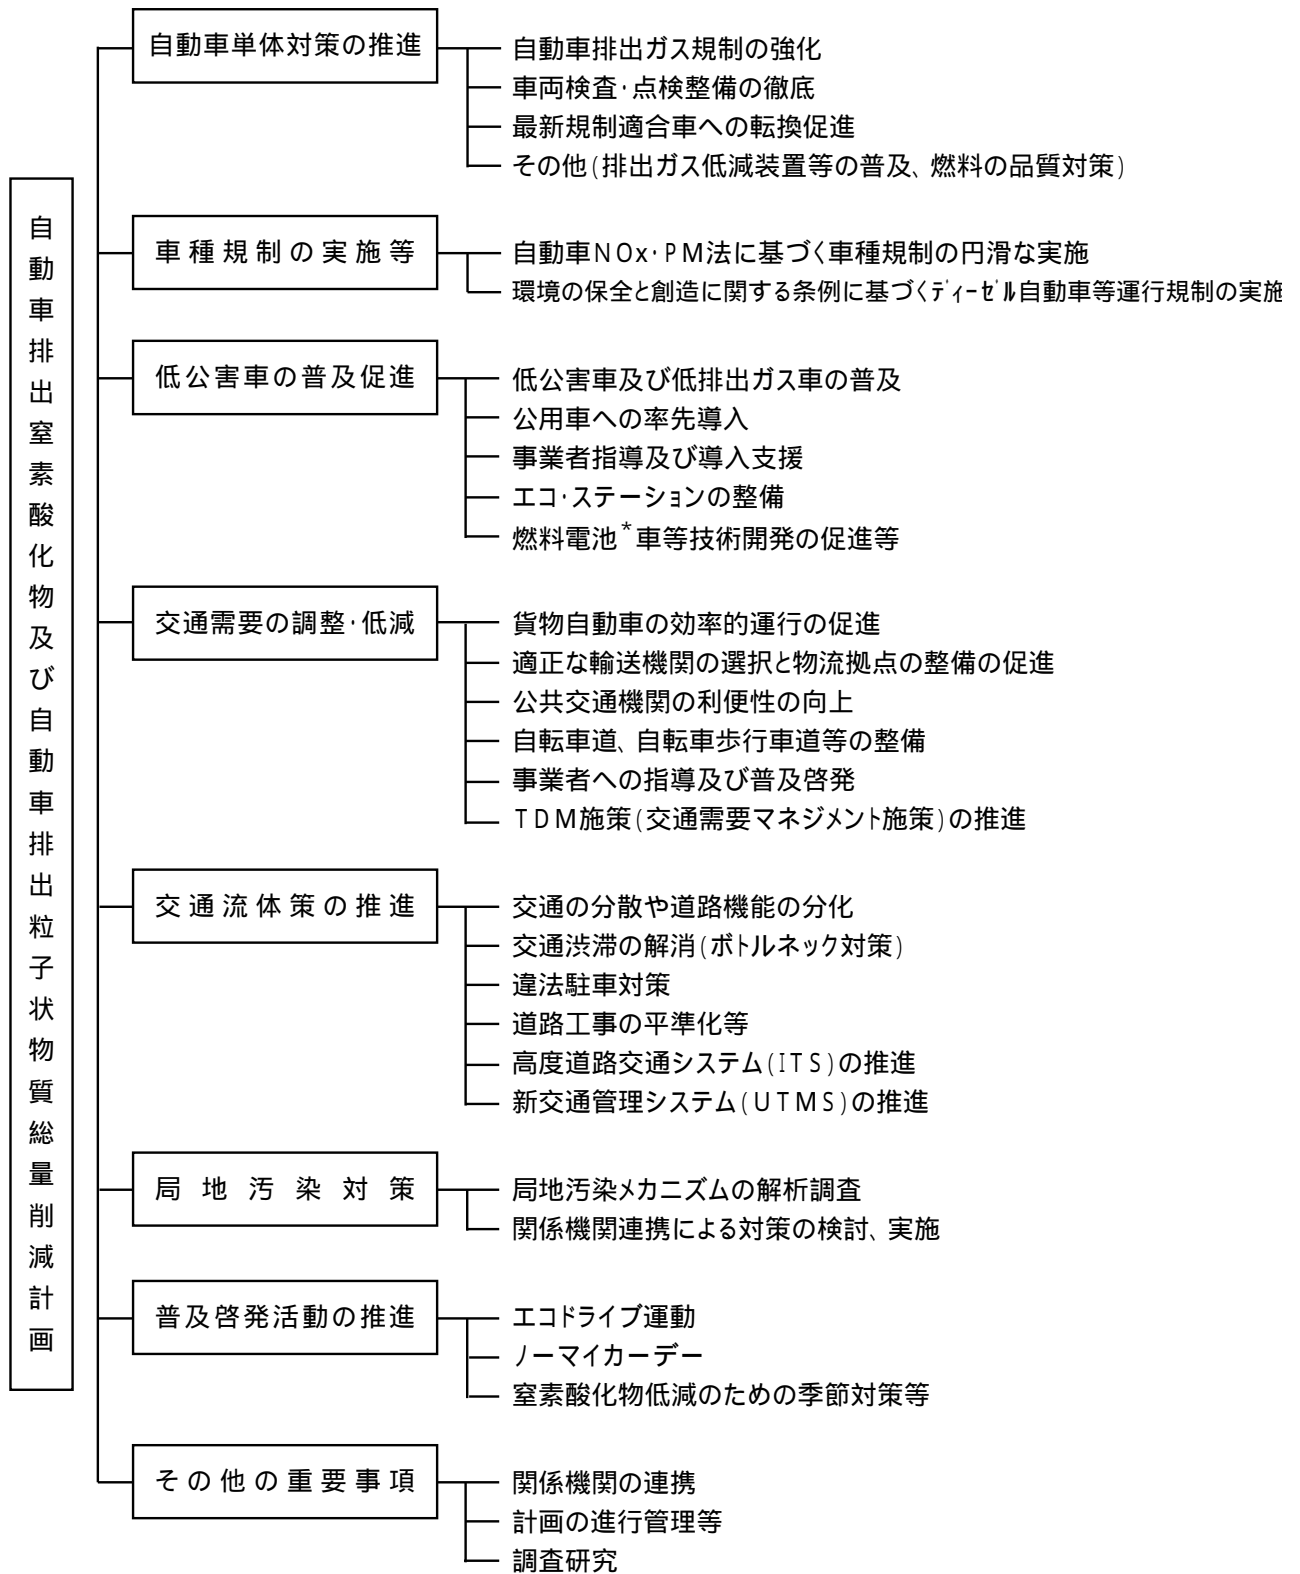 自動車排出窒素酸化物及び自動車排出粒子状物質総量削減計画
自動車単体対策の推進
自動車排出ガス規制の強化
車両検査・点検整備の徹底
最新規制適合車への転換促進
その他(排出ガス低減装置等の普及、燃料の品質対策)
車種規制の実施等
自動車NOx・PM法に基づく車種規制の円滑な実施
環境の保全と創造に関する条例に基づくディーゼル自動車等運行規制の実施
低公害車の普及促進
低公害車及び低排出ガス車の普及
公用車への率先導入
事業者指導及び導入支援
エコ・ステーションの整備
燃料電池*車等技術開発の促進等
交通需要の調整・低減
貨物自動車の効率的運行の促進
適正な輸送機関の選択と物流拠点の整備の促進
公共交通機関の利便性の向上
自転車道、自転車歩行車道等の整備
事業者への指導及び普及啓発
TDM施策(交通需要マネジメント施策)の推進
交通流体策の推進
交通の分散や道路機能の分化
交通渋滞の解消(ボトルネック対策)
違法駐車対策
道路工事の平準化等
高度道路交通システム(ITS)の推進
新交通管理システム(UTMS)の推進
局地汚染対策
局地汚染メカニズムの解析調査
関係機関連携による対策の検討、実施
普及啓発活動の推進
エコドライブ運動
ノーマイカーデー
窒素酸化物低減のための季節対策等
その他の重要事項
関係機関の連携
計画の進行管理等
調査研究